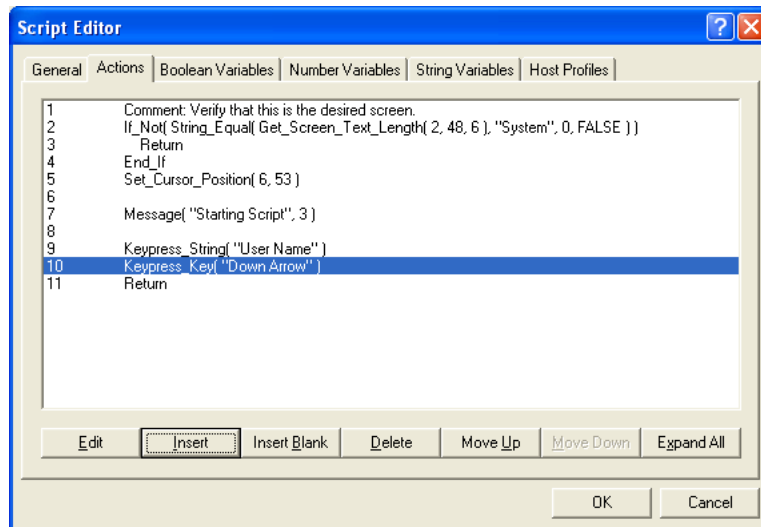 Script Editor
General Actions Boolean Variables Number Variables String Variables Host Profiles
1 Comment: Verify that this is the desired screen.
2 If_Not( String_Equal( Get_Screen_Text_Length( 2, 48, 6 ), "System", 0, FALSE ) )
3 Return
4 End_If
5 Set_Cursor_Position( 6, 53 )
6
7 Message( "Starting Script", 3 )
8
9 Keypress_String( "User Name" )
10 Keypress_Key( "Down Arrow" )
11 Return
Edit Insert Insert Blank Delete Move Up Move Down Expand All
OK Cancel